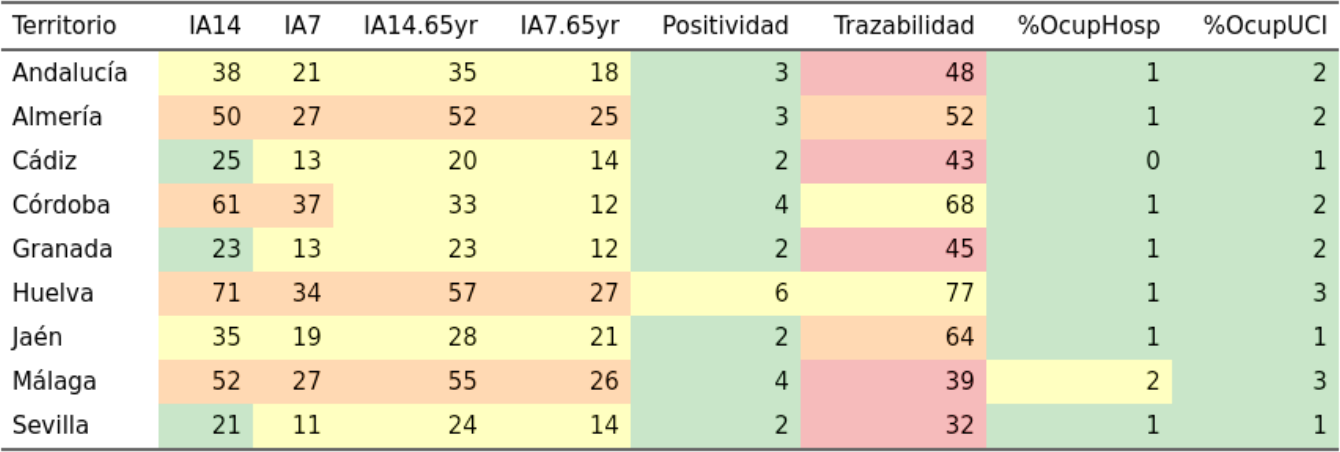 Territorio IA14 IA7 IA14.65yr IA7.65yr Positividad Trazabilidad %OcupHosp %OcupUCI
Andalucía 38 21 35 18 3 48 1 2
Almería 50 27 52 25 3 52 1 2
Cádiz 25 13 20 14 2 43 0 1
Córdoba 61 37 33 12 4 68 1 2
Granada 23 13 23 12 2 45 1 2
Huelva 71 34 57 27 6 77 1 3
Jaén 35 19 28 21 2 64 1 1
Málaga 52 27 55 26 4 39 2 3
Sevilla 21 11 24 14 2 32 1 1